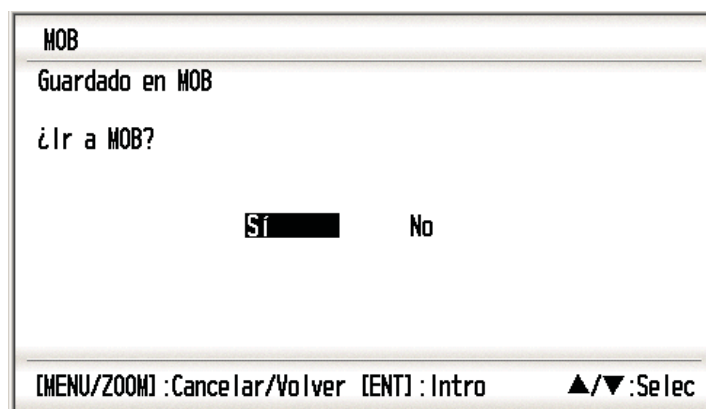 MOB
Guardado en MOB
¿Ir a MOB?
Sí No
[MENU/ZOOM]:Cancelar/Volver [ENT]:Intro ▲/▼:Selec